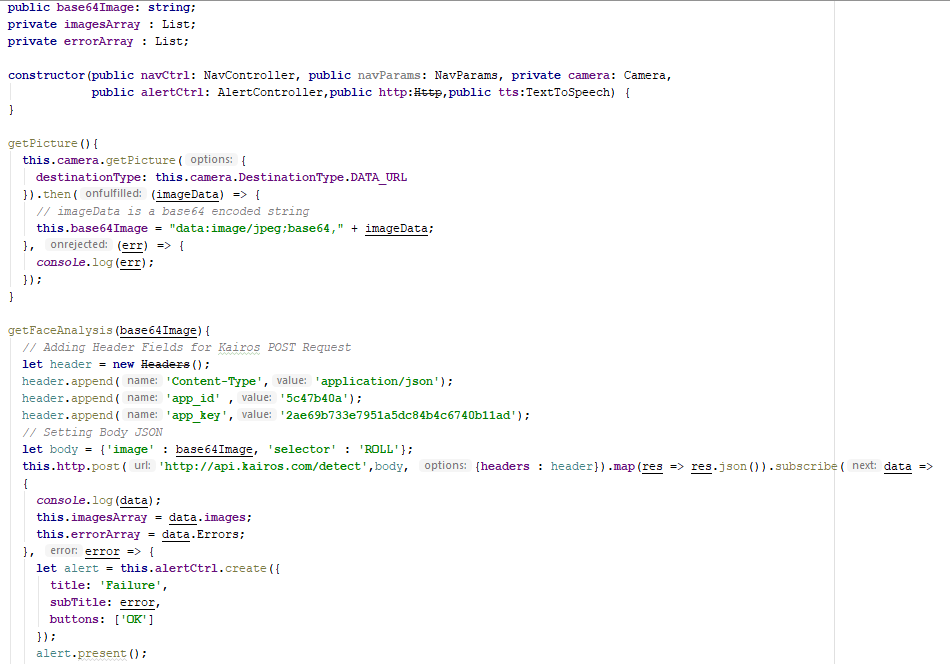 public base64Image: string;
private imagesArray : List;
private errorArray : List;
constructor(public navCtrl: NavController, public navParams: NavParams, private camera: Camera,
public alertCtrl: AlertController,public http:Http,public tts:TextToSpeech) {
}
getPicture(){
this.camera.getPicture( options: {
destinationType: this.camera.DestinationType.DATA_URL
}).then( onfulfilled: (imageData) => {
// imageData is a base64 encoded string
this.base64Image = "data:image/jpeg;base64," + imageData;
}, onrejected: (err) => {
console.log(err);
});
}
getFaceAnalysis(base64Image){
// Adding Header Fields for Kairos POST Request
let header = new Headers();
header.append( name: 'Content-Type', value: 'application/json');
header.append( name: 'app_id' , value: '5c47b40a');
header.append( name: 'app_key', value: '2ae69b733e7951a5dc84b4c6740b11ad');
// Setting Body JSON
let body = {'image' : base64Image, 'selector' : 'ROLL'};
this.http.post( url: 'http://api.kairos.com/detect',body, options: {headers : header}).map(res => res.json()).subscribe( next: data =>
{
console.log(data);
this.imagesArray = data.images;
this.errorArray = data.Errors;
}, error: error => {
let alert = this.alertCtrl.create({
title: 'Failure',
subTitle: error,
buttons: ['OK']
});
alert.present();